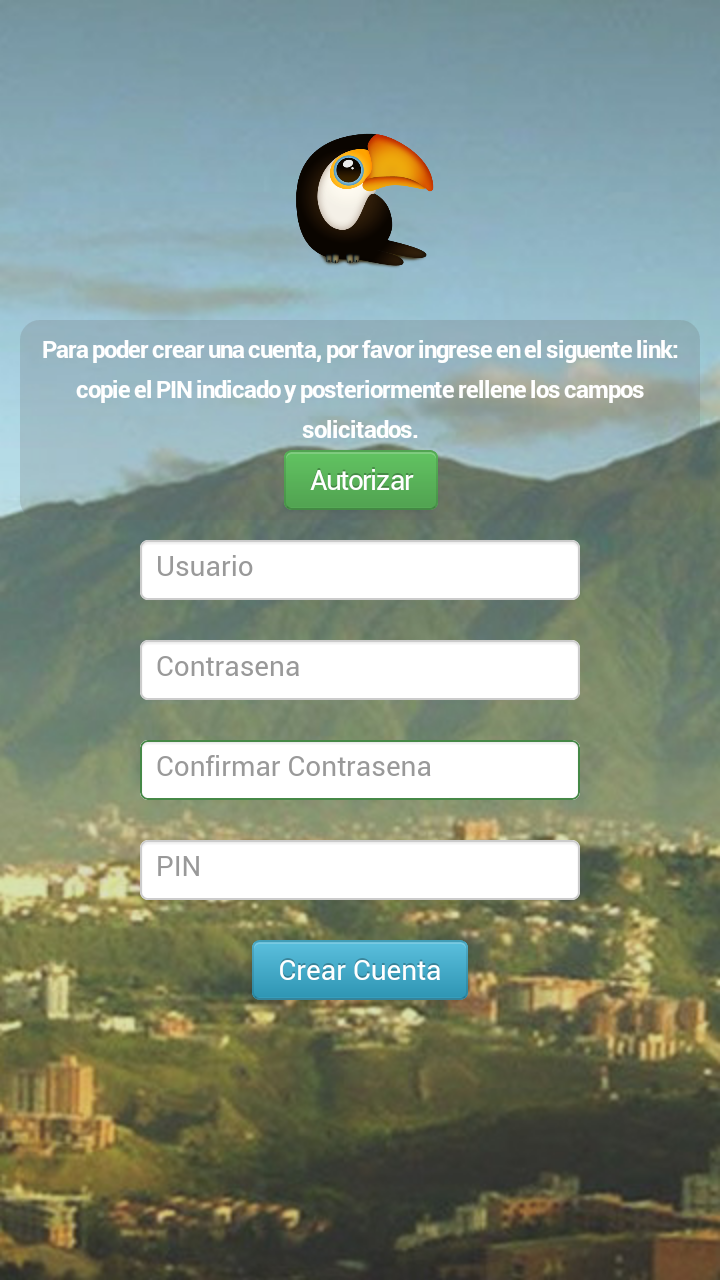 Para poder crear una cuenta, por favor ingrese en el siguente link:
copie el PIN indicado y posteriormente rellene los campos
solicitados.
Autorizar
Usuario
Contrasena
Confirmar Contrasena
PIN
Crear Cuenta